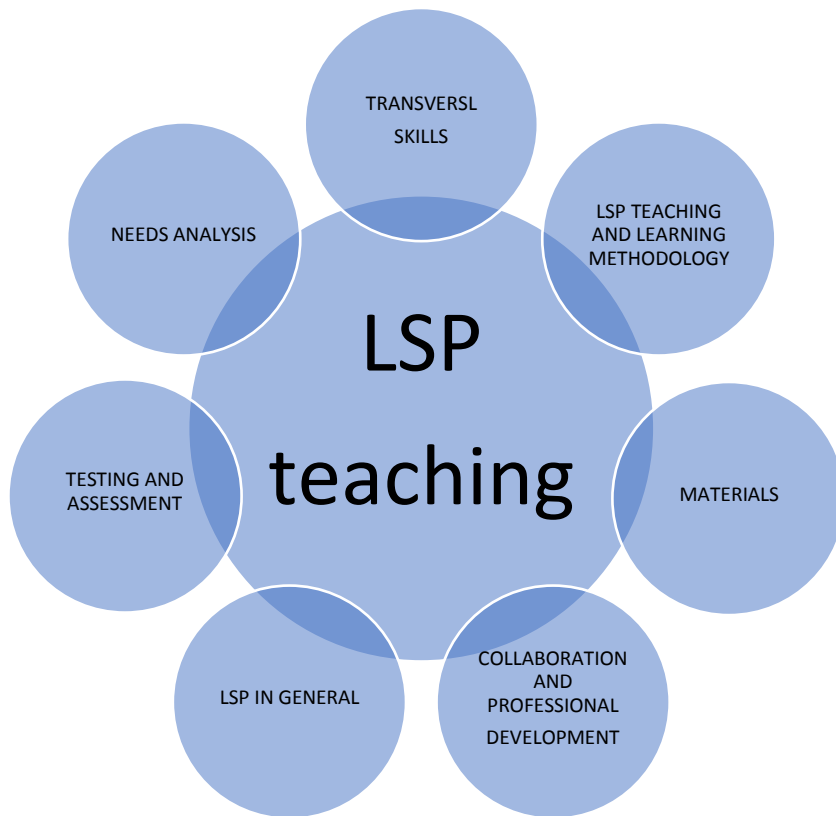 TRANSVERSL
SKILLS
LSP TEACHING
AND LEARNING
METHODOLOGY
NEEDS ANALYSIS
LSP
teaching
TESTING AND
ASSESSMENT
MATERIALS
LSP IN GENERAL
COLLABORATION
AND
PROFESSIONAL
DEVELOPMENT